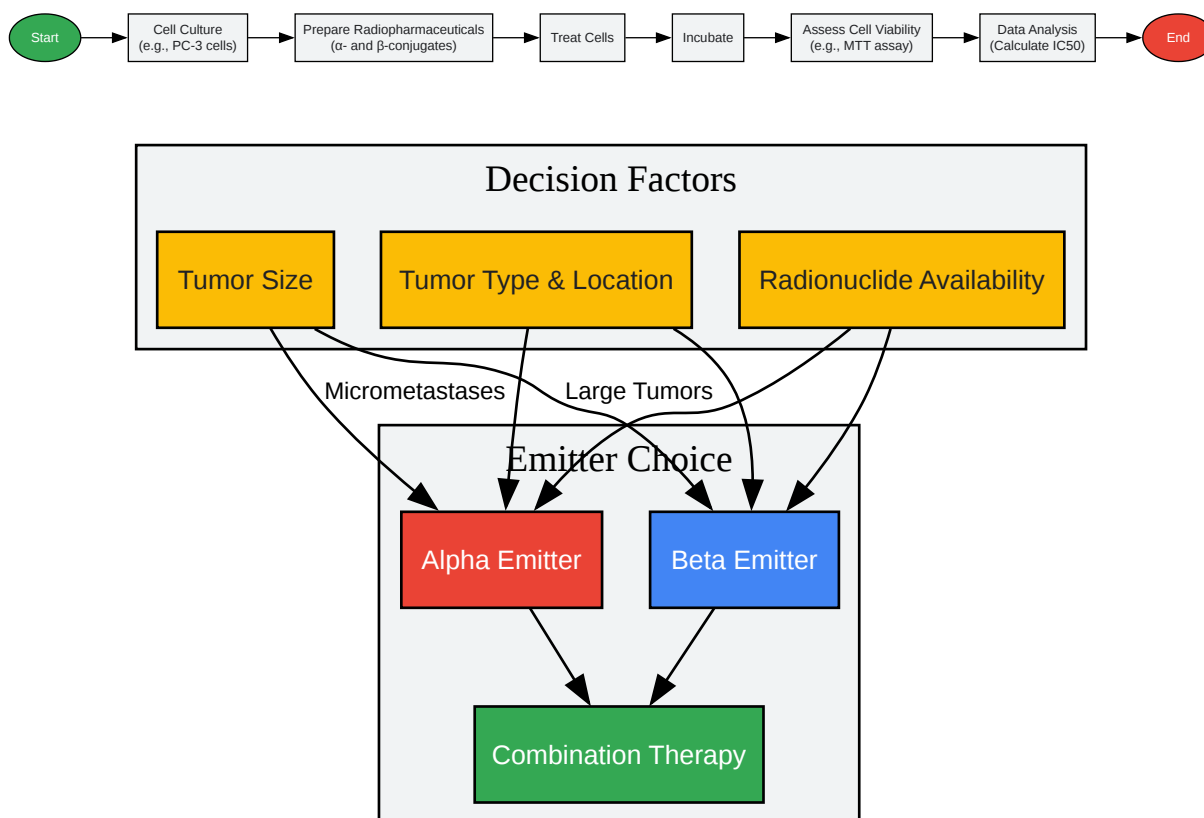 Start
Cell Culture
(e.g., PC-3 cells)
Prepare Radiopharmaceuticals
(α- and β-conjugates)
Treat Cells
Incubate
Assess Cell Viability
(e.g., MTT assay)
Data Analysis
(Calculate IC50)
End
Decision Factors
Tumor Size
Tumor Type & Location
Radionuclide Availability
Micrometastases
Large Tumors
Emitter Choice
Alpha Emitter
Beta Emitter
Combination Therapy